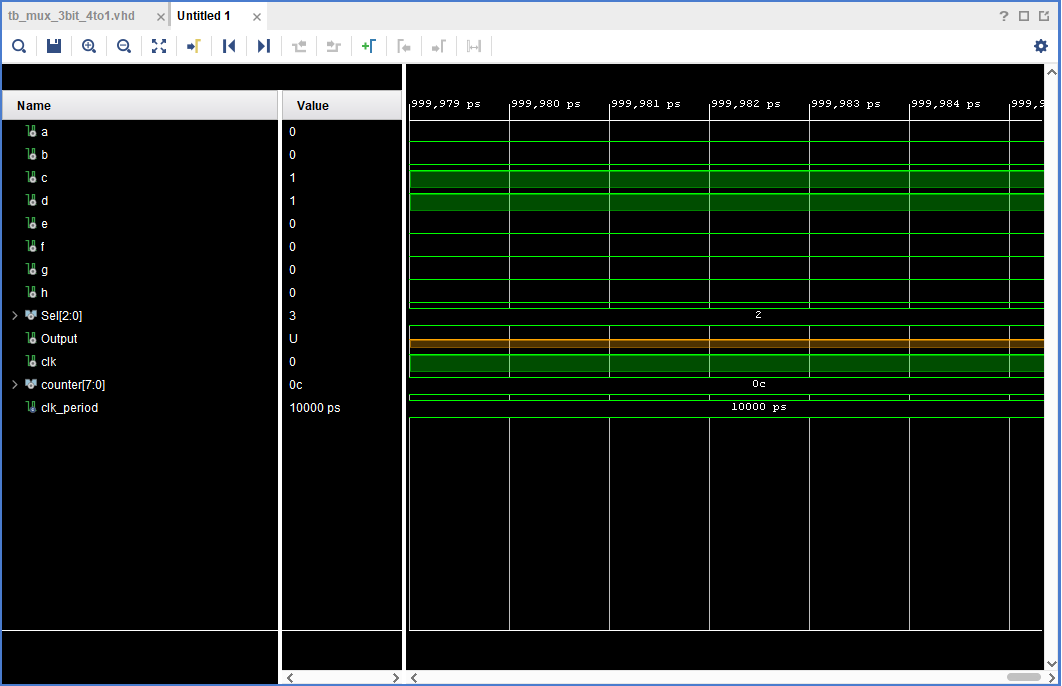 tb_mux_3bit_4to1.vhd × Untitled 1 ×
?
Name Value 999,979 ps 999,980 ps 999,981 ps 999,982 ps 999,983 ps 999,984 ps 999,9
a 0
b 0
c 1
d 1
e 0
f 0
g 0
h 0
Sel[2:0] 3 2
Output U
clk 0
counter[7:0] 0c 0c
clk_period 10000 ps 10000 ps